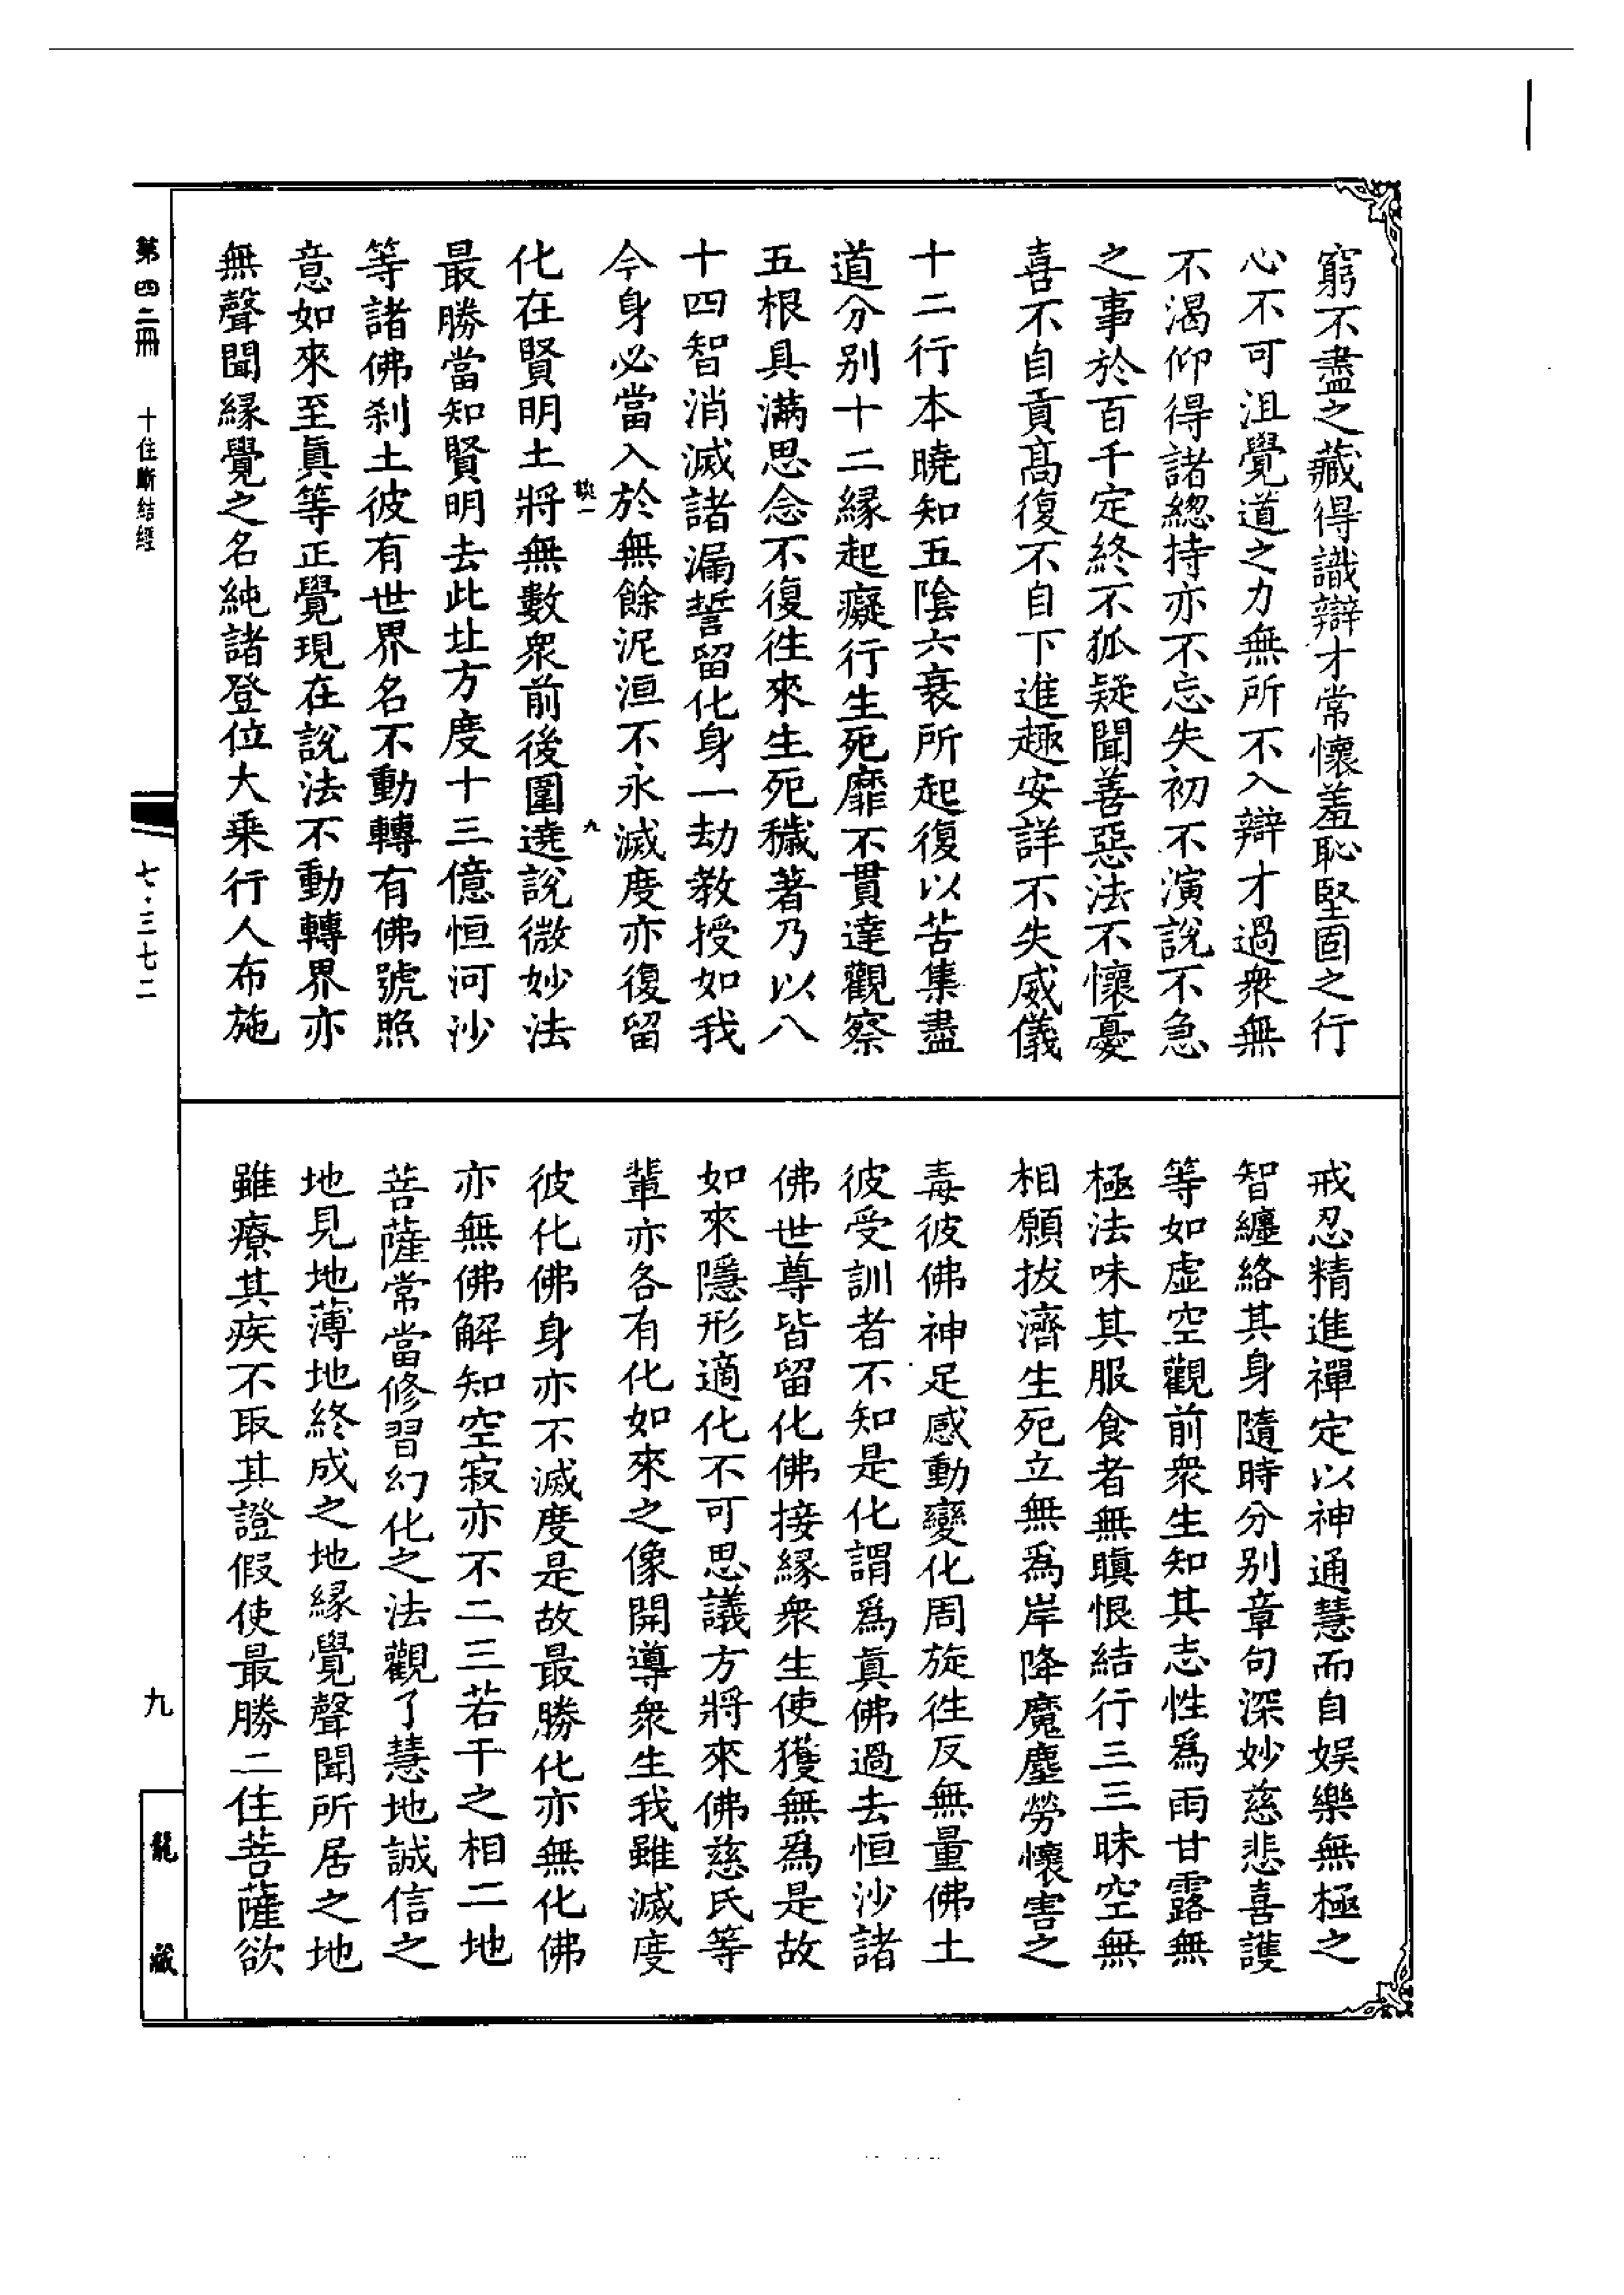 窮不盡之藏得識辯才常懷羞恥堅固之行
心不可沮覺道之力無所不入辯才過衆無
不渴仰得諸緫持亦不忘失初不演說不急
之事於百千定終不狐疑聞善惡法不懷憂
喜不自貢高復不自下進趣安詳不失威儀
十二行本曉知五陰六衰所起復以苦集盡
道分別十二緣起癡行生死靡不貫達觀察
五根具滿思念不復徃來生死穢著乃以八
十四智消滅諸漏誓留化身一劫教授如我
今身必當入於無餘泥洹不永滅度亦復留
化在賢明土將無數衆前後圍遶說微妙法
最勝當知賢明去此北方度十三億恒河沙
等諸佛剎土彼有世界名不動轉有佛號照
意如來至眞等正覺現在說法不動轉界亦
無聲聞緣覺之名純諸登位大乘行人布施
戒忍精進禪定以神通慧而自娛樂無極之
智纏絡其身隨時分別章句深妙慈悲喜護
等如虛空觀前衆生知其志性爲雨甘露無
極法味其服食者無瞋恨結行三三昧空無
相願拔濟生死立無爲岸降魔塵勞懷害之
毒彼佛神足感動變化周旋徃反無量佛土
彼受訓者不知是化謂爲眞佛過去恒沙諸
佛世尊皆留化佛接緣衆生使獲無爲是故
如來隱形適化不可思議方將來佛慈氏等
輩亦各有化如來之像開導衆生我雖滅度
彼化佛身亦不滅度是故最勝化亦無化佛
亦無佛解知空寂亦不二三若干之相二地
菩薩常當修習幻化之法觀了慧地誠信之
地見地薄地終成之地緣覺聲聞所居之地
雖療其疾不取其證假使最勝二住菩薩欲
九
第四二冊 十住斷結經
七·三七二
九
龍藏